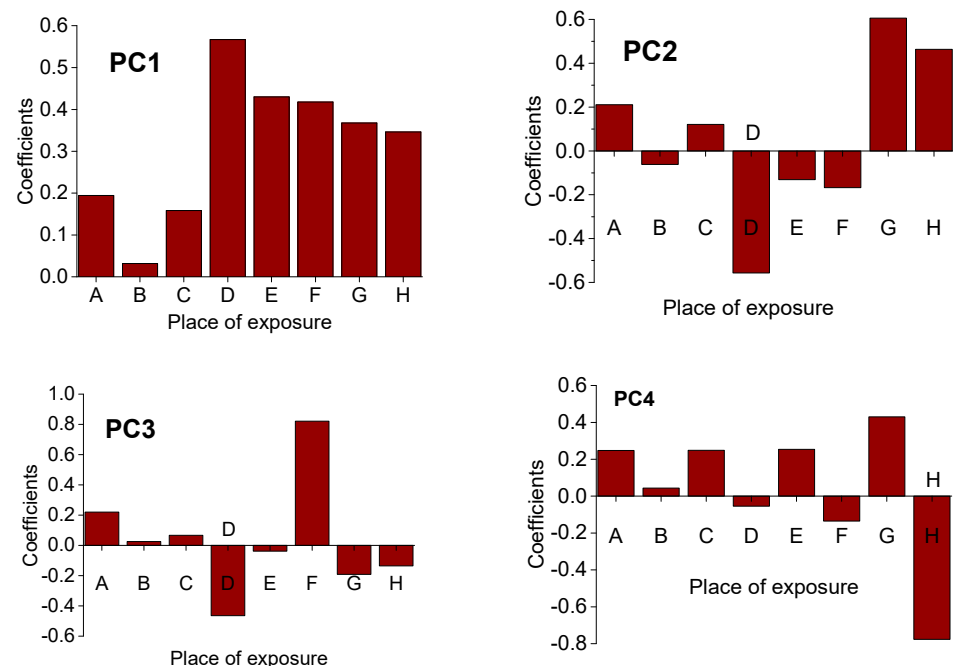 PC1
Coefficients
0.6
0.5
0.4
0.3
0.2
0.1
0.0
A B C D E F G H
Place of exposure
PC2
Coefficients
0.6
0.4
0.2
0.0
-0.2
-0.4
-0.6
D
A B C D E F G H
Place of exposure
PC3
Coefficients
1.0
0.8
0.6
0.4
0.2
0.0
-0.2
-0.4
-0.6
D
A B C D E F G H
Place of exposure
PC4
Coefficients
0.6
0.4
0.2
0.0
-0.2
-0.4
-0.6
-0.8
H
A B C D E F G H
Place of exposure